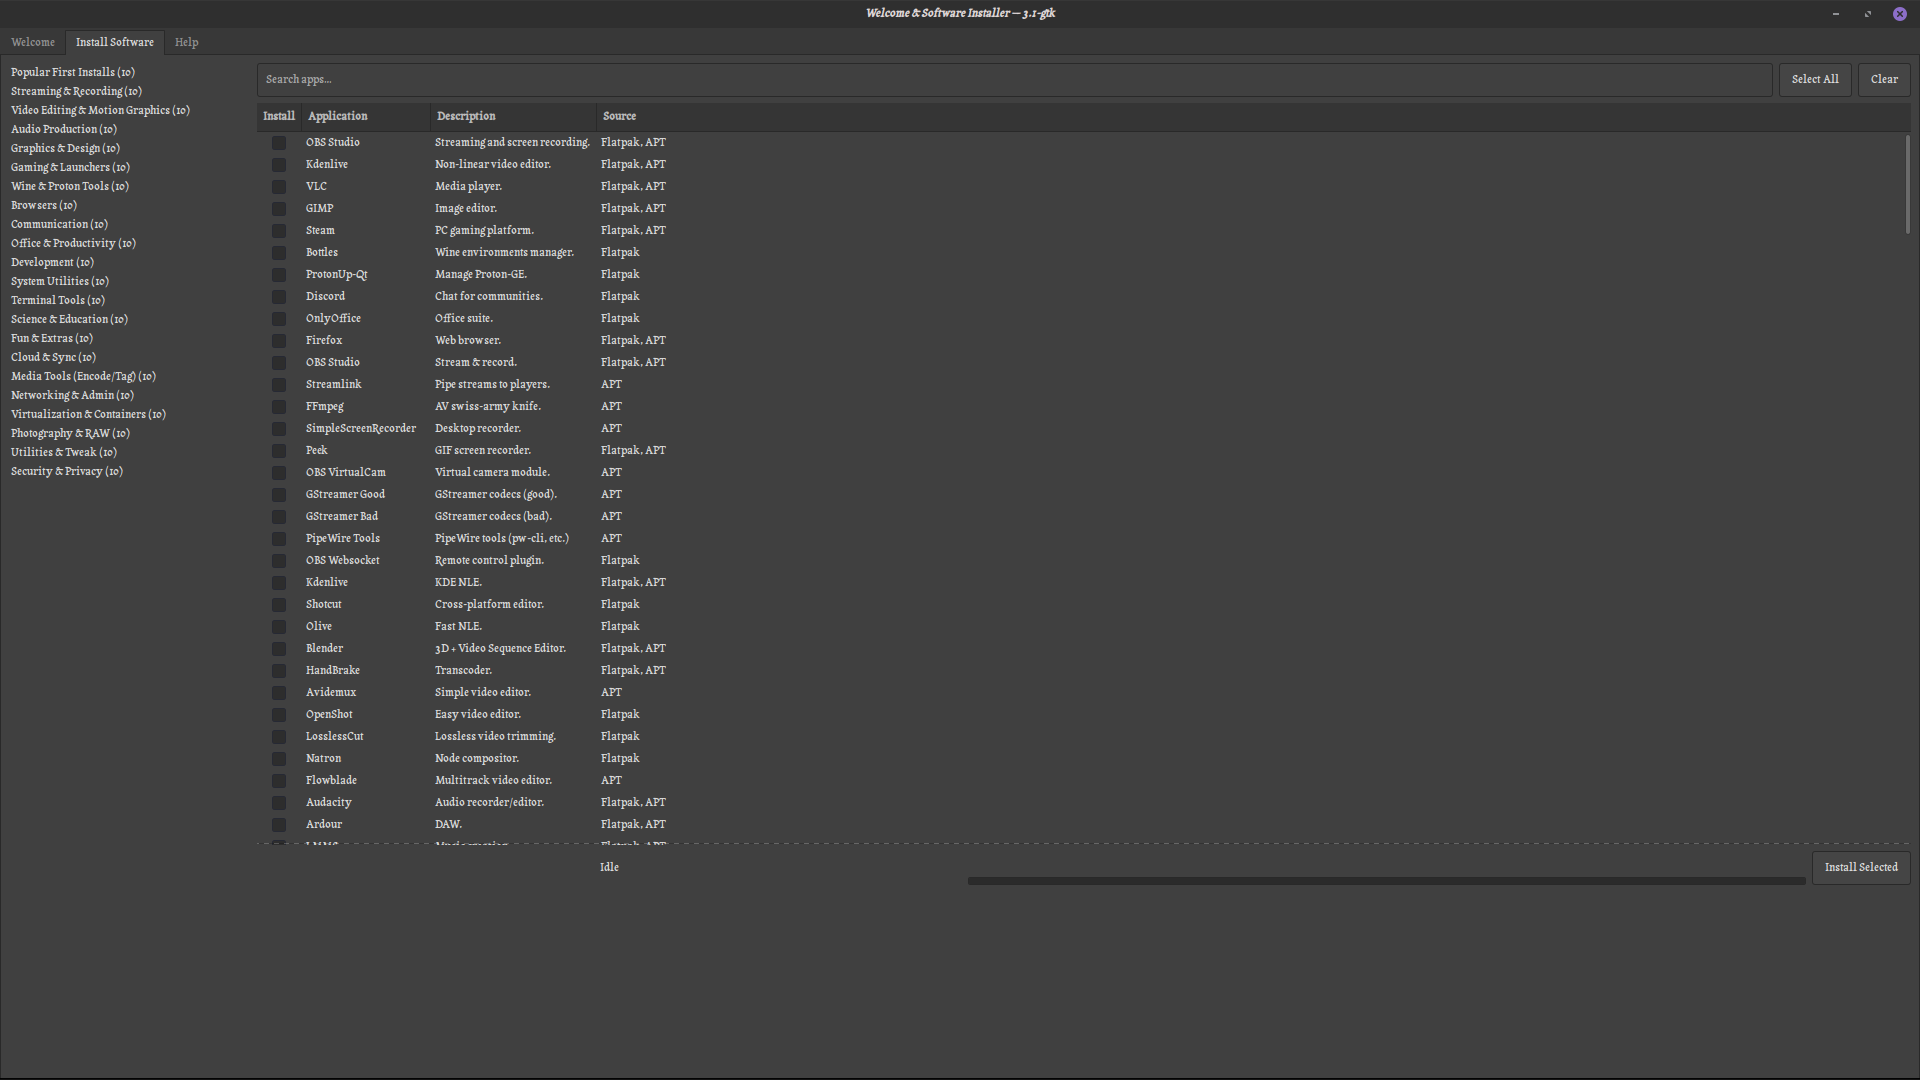 Welcome & Software Installer — 3.1-gtk
Welcome Install Software Help
Popular First Installs (10)
Streaming & Recording (10)
Video Editing & Motion Graphics (10)
Audio Production (10)
Graphics & Design (10)
Gaming & Launchers (10)
Wine & Proton Tools (10)
Browsers (10)
Communication (10)
Office & Productivity (10)
Development (10)
System Utilities (10)
Terminal Tools (10)
Science & Education (10)
Fun & Extras (10)
Cloud & Sync (10)
Media Tools (Encode/Tag) (10)
Networking & Admin (10)
Virtualization & Containers (10)
Photography & RAW (10)
Utilities & Tweak (10)
Security & Privacy (10)
Search apps... Select All Clear
Install Application Description Source
OBS Studio Streaming and screen recording. Flatpak, APT
Kdenlive Non-linear video editor. Flatpak, APT
VLC Media player. Flatpak, APT
GIMP Image editor. Flatpak, APT
Steam PC gaming platform. Flatpak, APT
Bottles Wine environments manager. Flatpak
ProtonUp-Qt Manage Proton-GE. Flatpak
Discord Chat for communities. Flatpak
OnlyOffice Office suite. Flatpak
Firefox Web browser. Flatpak, APT
OBS Studio Stream & record. Flatpak, APT
Streamlink Pipe streams to players. APT
FFmpeg AV swiss-army knife. APT
SimpleScreenRecorder Desktop recorder. APT
Peek GIF screen recorder. Flatpak, APT
OBS VirtualCam Virtual camera module. APT
GStreamer Good GStreamer codecs (good). APT
GStreamer Bad GStreamer codecs (bad). APT
PipeWire Tools PipeWire tools (pw-cli, etc.) APT
OBS Websocket Remote control plugin. Flatpak
Kdenlive KDE NLE. Flatpak, APT
Shotcut Cross-platform editor. Flatpak
Olive Fast NLE. Flatpak
Blender 3D + Video Sequence Editor. Flatpak, APT
HandBrake Transcoder. Flatpak, APT
Avidemux Simple video editor. APT
OpenShot Easy video editor. Flatpak
LosslessCut Lossless video trimming. Flatpak
Natron Node compositor. Flatpak
Flowblade Multitrack video editor. APT
Audacity Audio recorder/editor. Flatpak, APT
Ardour DAW. Flatpak, APT
Idle
Install Selected